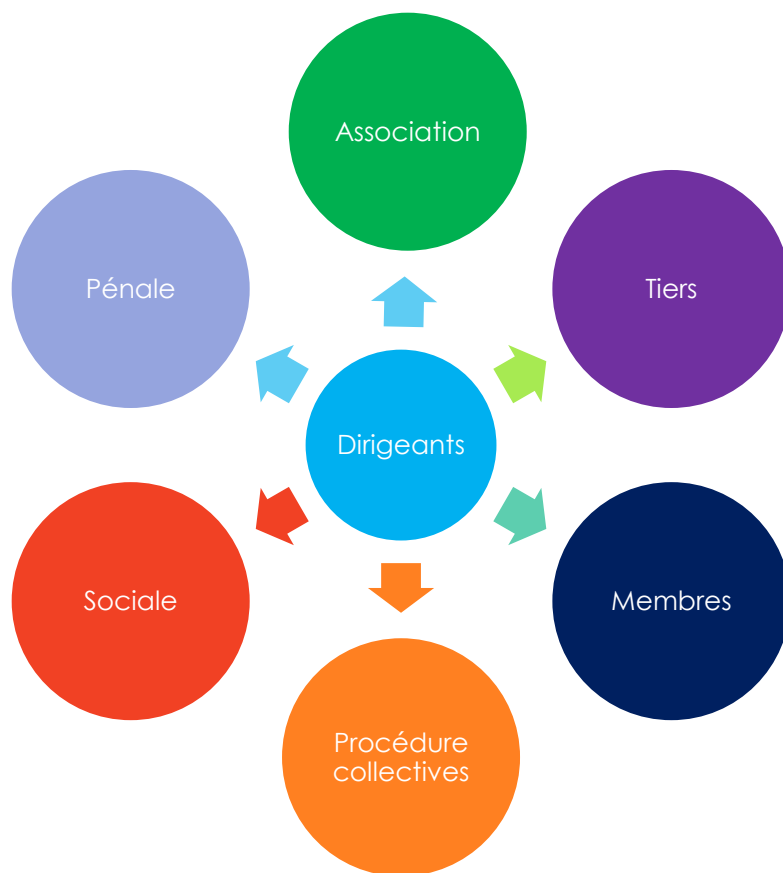 Association
Pénale
Tiers
Dirigeants
Sociale
Membres
Procédure
collectives